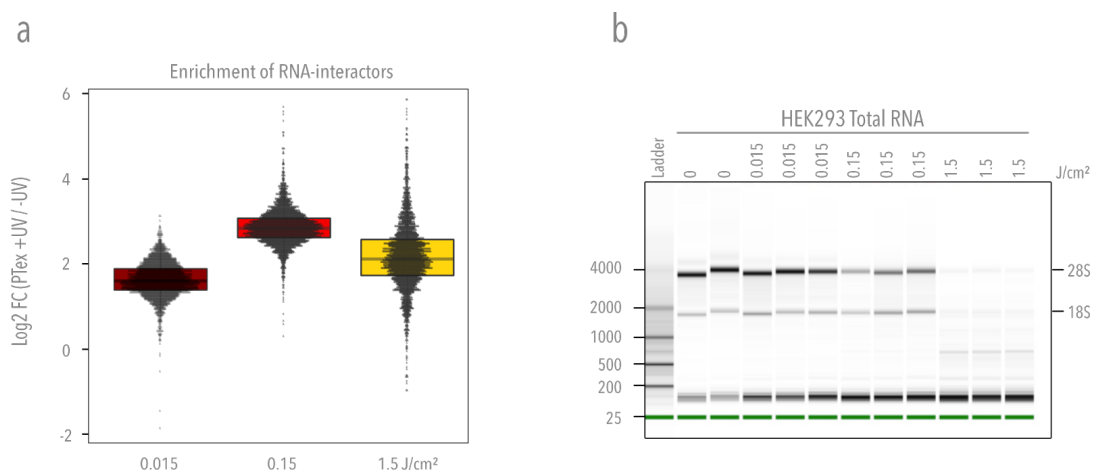 a
Enrichment of RNA-interactors
Log2 FC (PTex +UV / -UV)
6
4
2
0
-2
0.015
0.15
1.5 J/cm²
b
HEK293 Total RNA
Ladder
0
0
0.015
0.015
0.015
0.15
0.15
0.15
1.5
1.5
1.5
J/cm²
4000
2000
1000
500
200
25
28S
18S